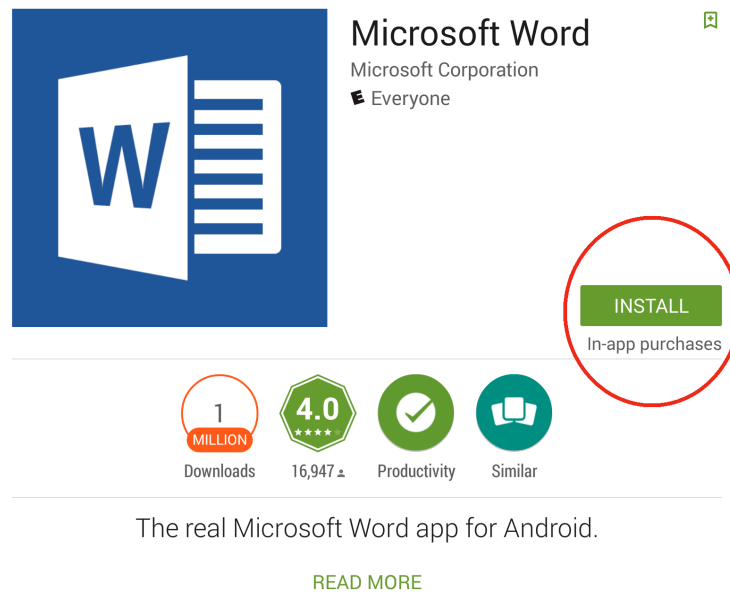 W
Microsoft Word
Microsoft Corporation
E Everyone
INSTALL
In-app purchases
1
MILLION
Downloads
4.0
16,947
Productivity
Similar
The real Microsoft Word app for Android.
READ MORE